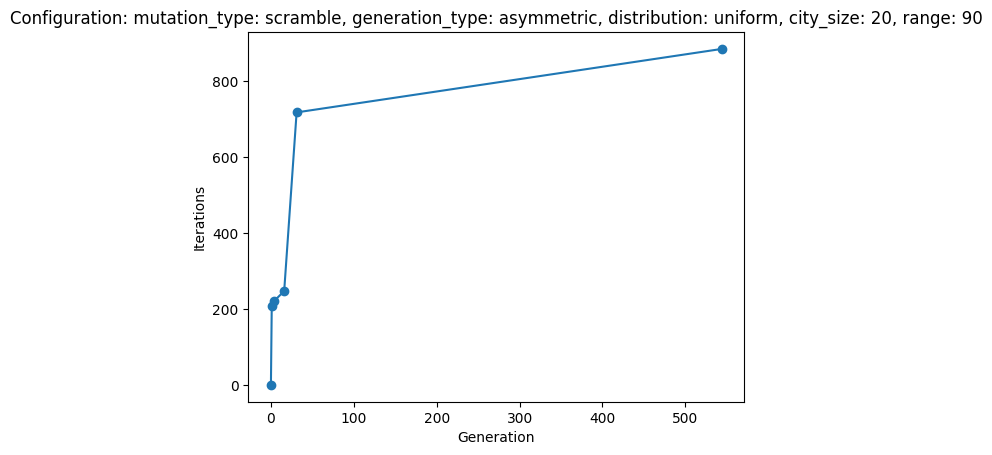 Configuration: mutation_type: scramble, generation_type: asymmetric, distribution: uniform, city_size: 20, range: 90
800
600
400
200
0
Iterations
0 100 200 300 400 500
Generation